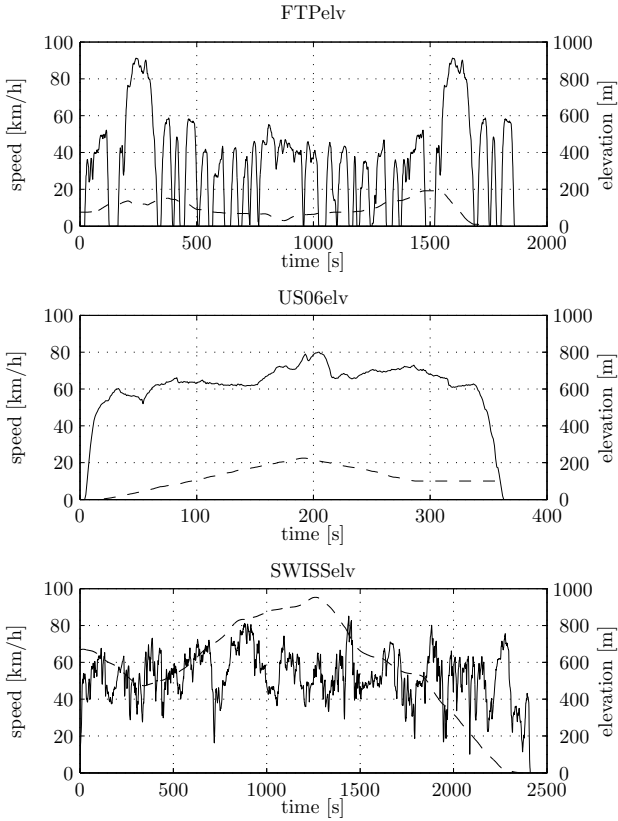 FTPelv
100 1000
80 800
60 600
40 400
20 200
0 0
speed [km/h]
elevation [m]
0 500 1000 1500 2000
time [s]
US06elv
100 1000
80 800
60 600
40 400
20 200
0 0
speed [km/h]
elevation [m]
0 100 200 300 400
time [s]
SWISSelv
100 1000
80 800
60 600
40 400
20 200
0 0
speed [km/h]
elevation [m]
0 500 1000 1500 2000 2500
time [s]